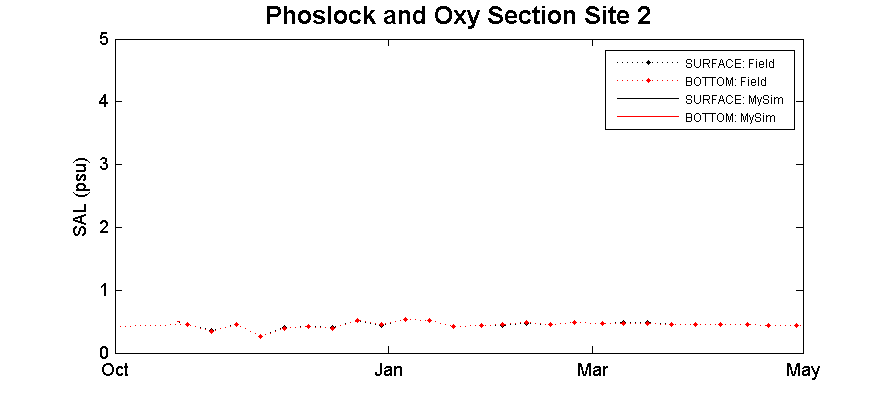 Phoslock and Oxy Section Site 2
5
4
3
2
1
0
SAL (psu)
SURFACE: Field
BOTTOM: Field
SURFACE: MySim
BOTTOM: MySim
Oct Jan Mar May